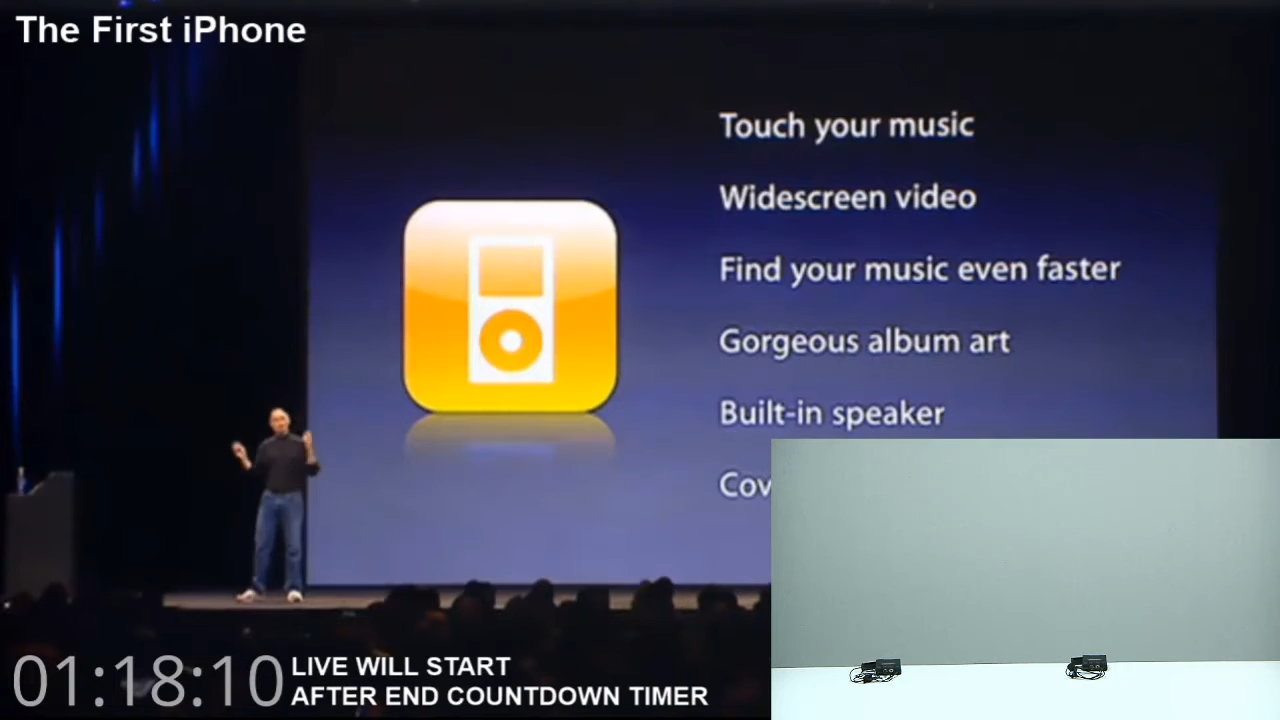 The First iPhone
Touch your music
Widescreen video
Find your music even faster
Gorgeous album art
Built-in speaker
Cov
01:18:10
LIVE WILL START
AFTER END COUNTDOWN TIMER